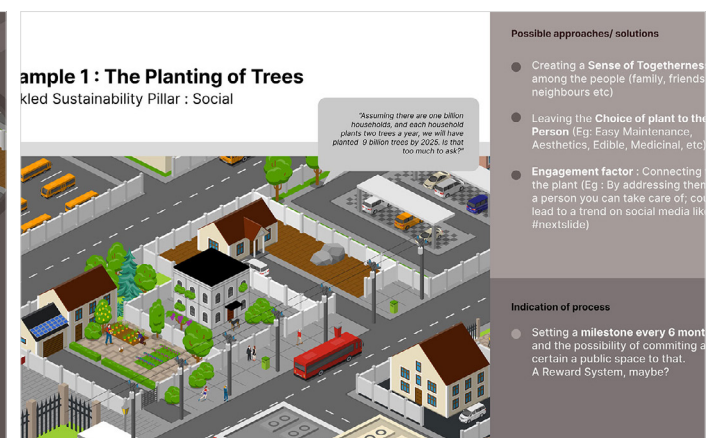 ample 1 : The Planting of Trees
kled Sustainability Pillar : Social
"Assuming there are one billion
households, and each household
plants two trees a year, we will have
planted 9 billion trees by 2025. Is that
too much to ask?"
Possible approaches/ solutions
Creating a Sense of Togethernes
among the people (family, friends
neighbours etc)
Leaving the Choice of plant to the
Person (Eg: Easy Maintenance,
Aesthetics, Edible, Medicinal, etc)
Engagement factor : Connecting
the plant (Eg : By addressing them
a person you can take care of; cou
lead to a trend on social media lik
#nextslide)
Indication of process
Setting a milestone every 6 mont
and the possibility of commiting a
certain a public space to that.
A Reward System, maybe?